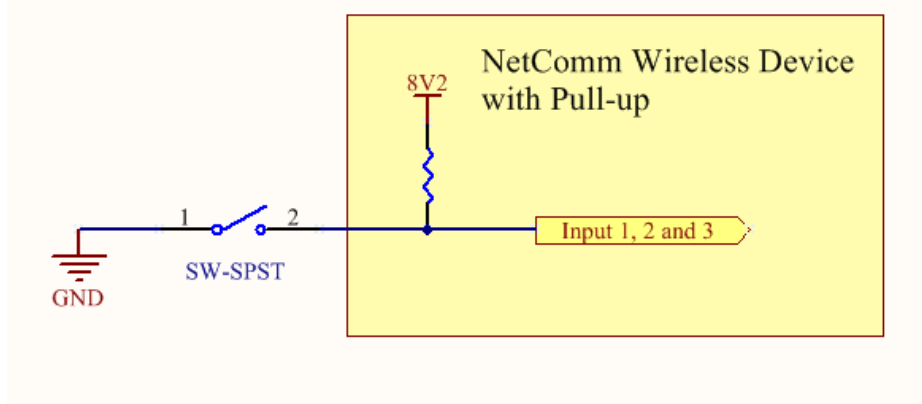 NetComm Wireless Device
with Pull-up
8V2
1
2
Input 1, 2 and 3
SW-SPST
GND